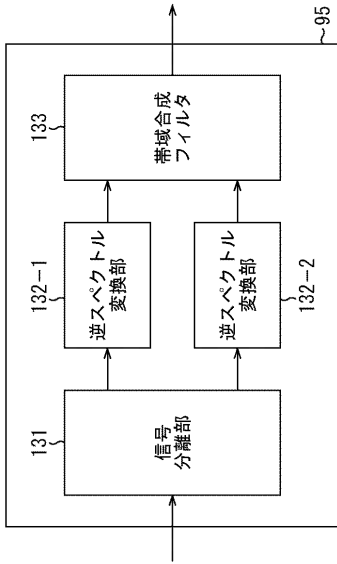 131
信号
分離部
132-1
逆スペクトル
変換部
逆スペクトル
変換部
132-2
133
帯域合成
フィルタ
95